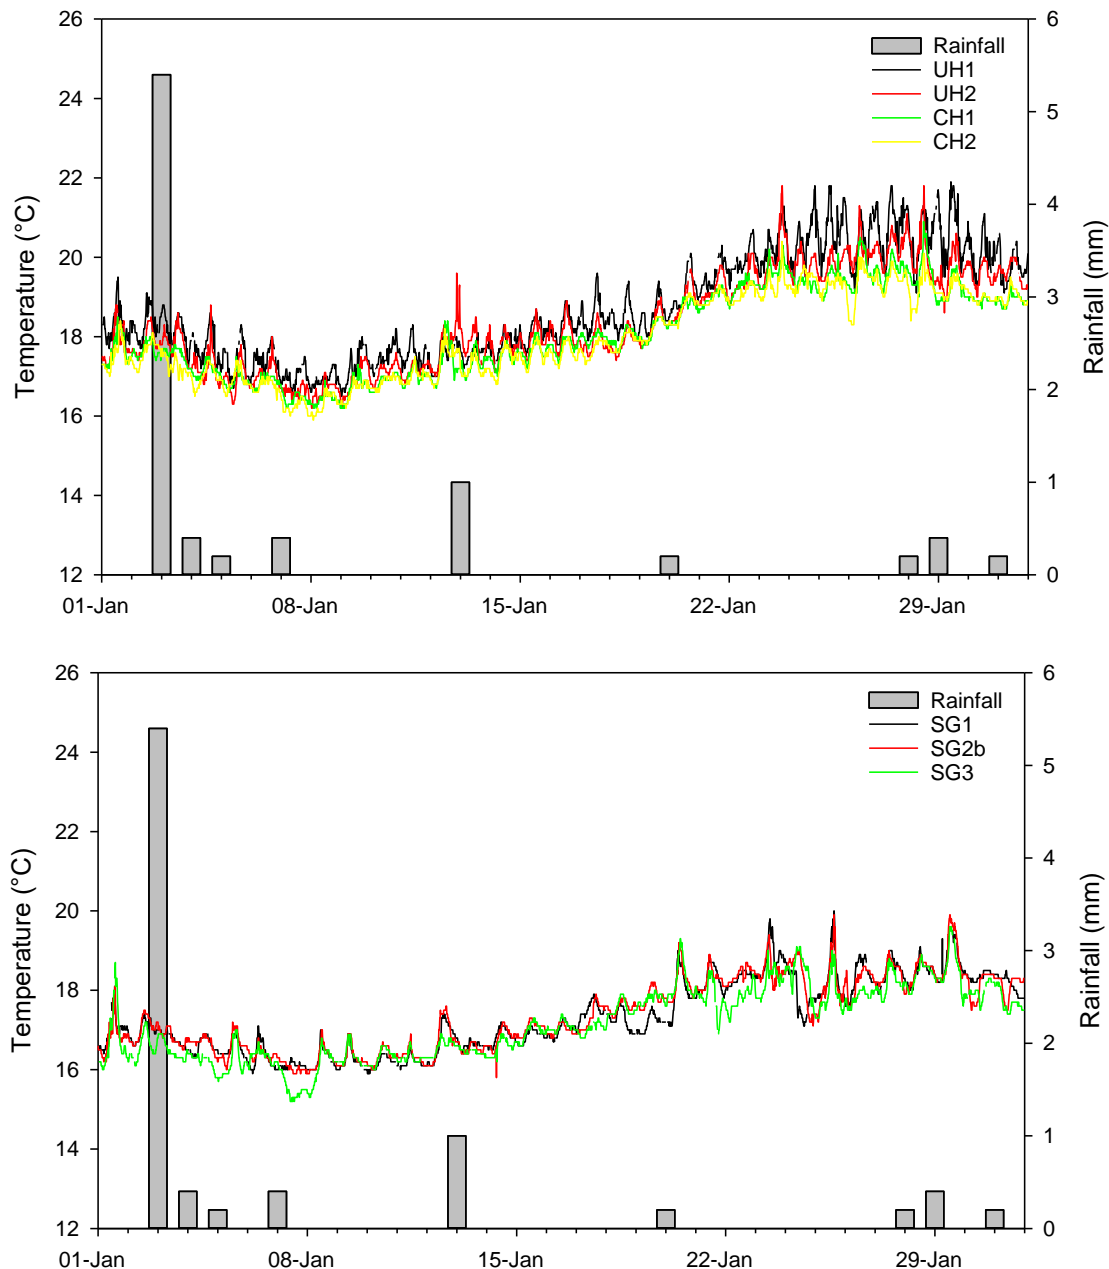 26
24
22
20
18
16
14
12
Temperature (°C)
6
5
4
3
2
1
0
Rainfall (mm)
Rainfall
UH1
UH2
CH1
CH2
01-Jan
08-Jan
15-Jan
22-Jan
29-Jan
26
24
22
20
18
16
14
12
Temperature (°C)
6
5
4
3
2
1
0
Rainfall (mm)
Rainfall
SG1
SG2b
SG3
01-Jan
08-Jan
15-Jan
22-Jan
29-Jan